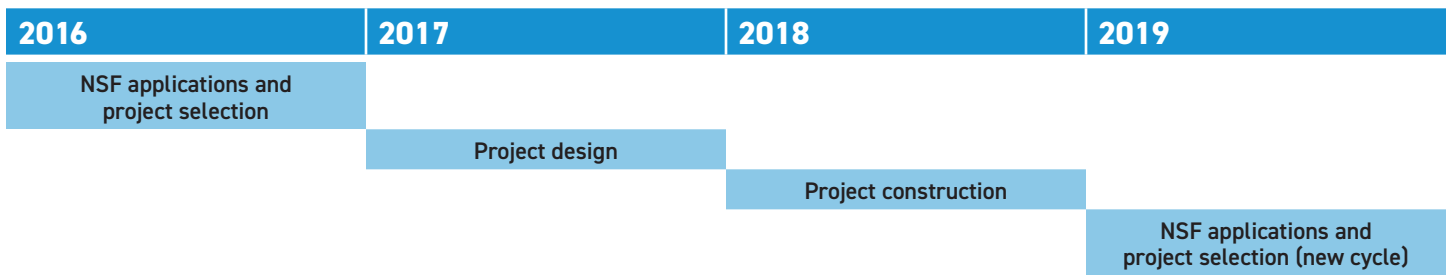 2016 2017 2018 2019
NSF applications and
project selection
Project design
Project construction
NSF applications and
project selection (new cycle)